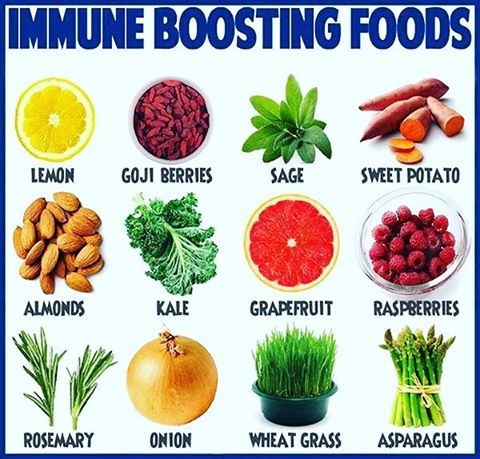 IMMUNE BOOSTING FOODS
LEMON
GOJI BERRIES
SAGE
SWEET POTATO
ALMONDS
KALE
GRAPEFRUIT
RASPBERRIES
ROSEMARY
ONION
WHEAT GRASS
ASPARAGUS